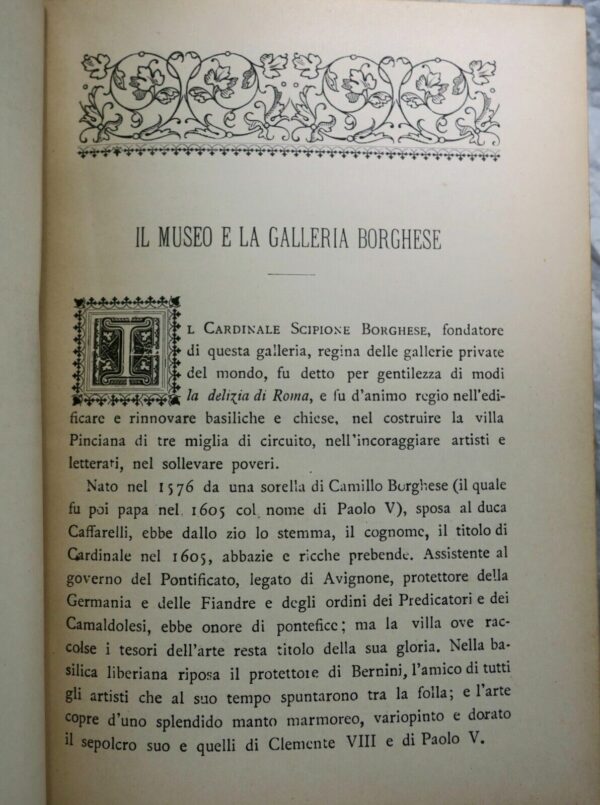 IL MUSEO E LA GALLERIA BORGHESE
IL CARDINALE SCIPIONE BORGHESE, fondatore
di questa galleria, regina delle gallerie private
del mondo, fu detto per gentilezza di modi
la delizia di Roma, e fu d'animo regio nell'edi-
ficare e rinnovare basiliche e chiese, nel costruire la villa
Pinciana di tre miglia di circuito, nell'incoraggiare artisti e
letterati, nel sollevare poveri.
Nato nel 1576 da una sorella di Camillo Borghese (il quale
fu poi papa nel 1605 col nome di Paolo V), sposa al duca
Caffarelli, ebbe dallo zio lo stemma, il cognome, il titolo di
Cardinale nel 1605, abbazie e ricche prebende. Assistente al
governo del Pontificato, legato di Avignone, protettore della
Germania e delle Fiandre e degli ordini dei Predicatori e dei
Camaldolesi, ebbe onore di pontefice; ma la villa ove rac-
colse i tesori dell'arte resta titolo della sua gloria. Nella ba-
silica liberiana riposa il protettore di Bernini, l'amico di tutti
gli artisti che al suo tempo spuntarono tra la folla; e l'arte
copre d'uno splendido manto marmoreo, variopinto e dorato
il sepolcro suo e quelli di Clemente VIII e di Paolo V.